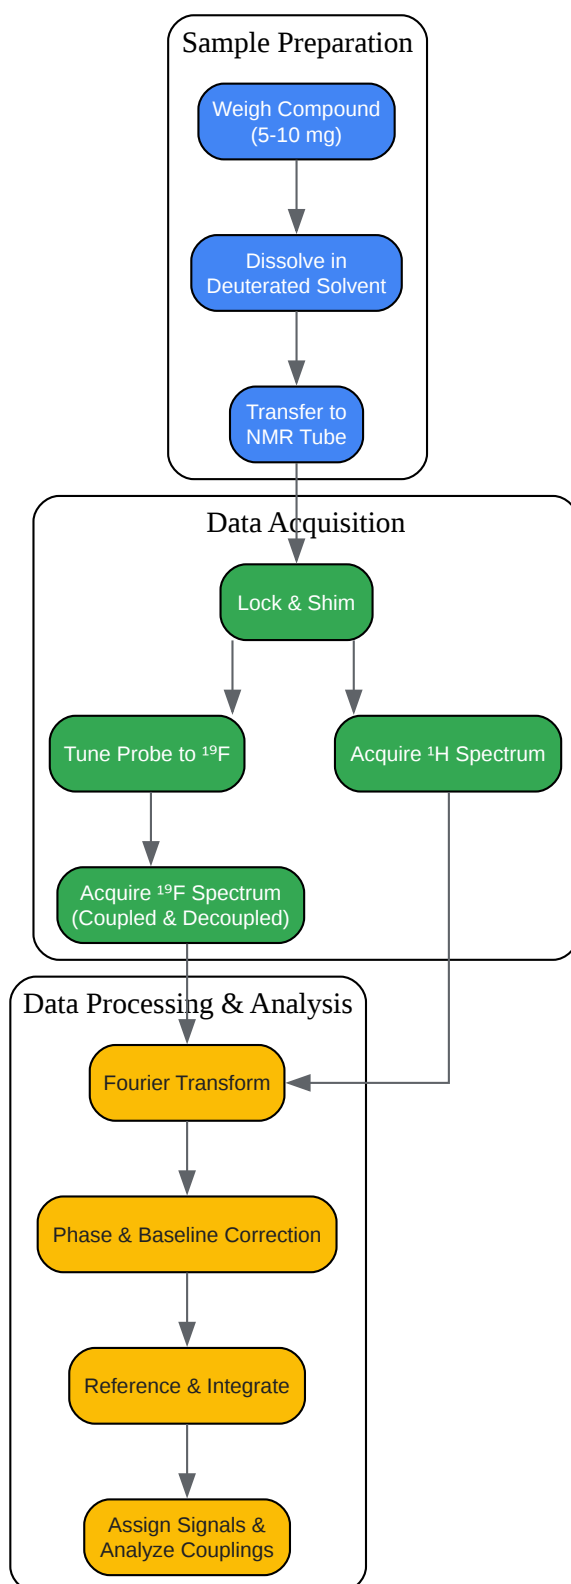 Sample Preparation
Weigh Compound
(5-10 mg)
Dissolve in
Deuterated Solvent
Transfer to
NMR Tube
Data Acquisition
Lock & Shim
Tune Probe to ¹⁹F
Acquire ¹H Spectrum
Acquire ¹⁹F Spectrum
(Coupled & Decoupled)
Data Processing & Analysis
Fourier Transform
Phase & Baseline Correction
Reference & Integrate
Assign Signals &
Analyze Couplings